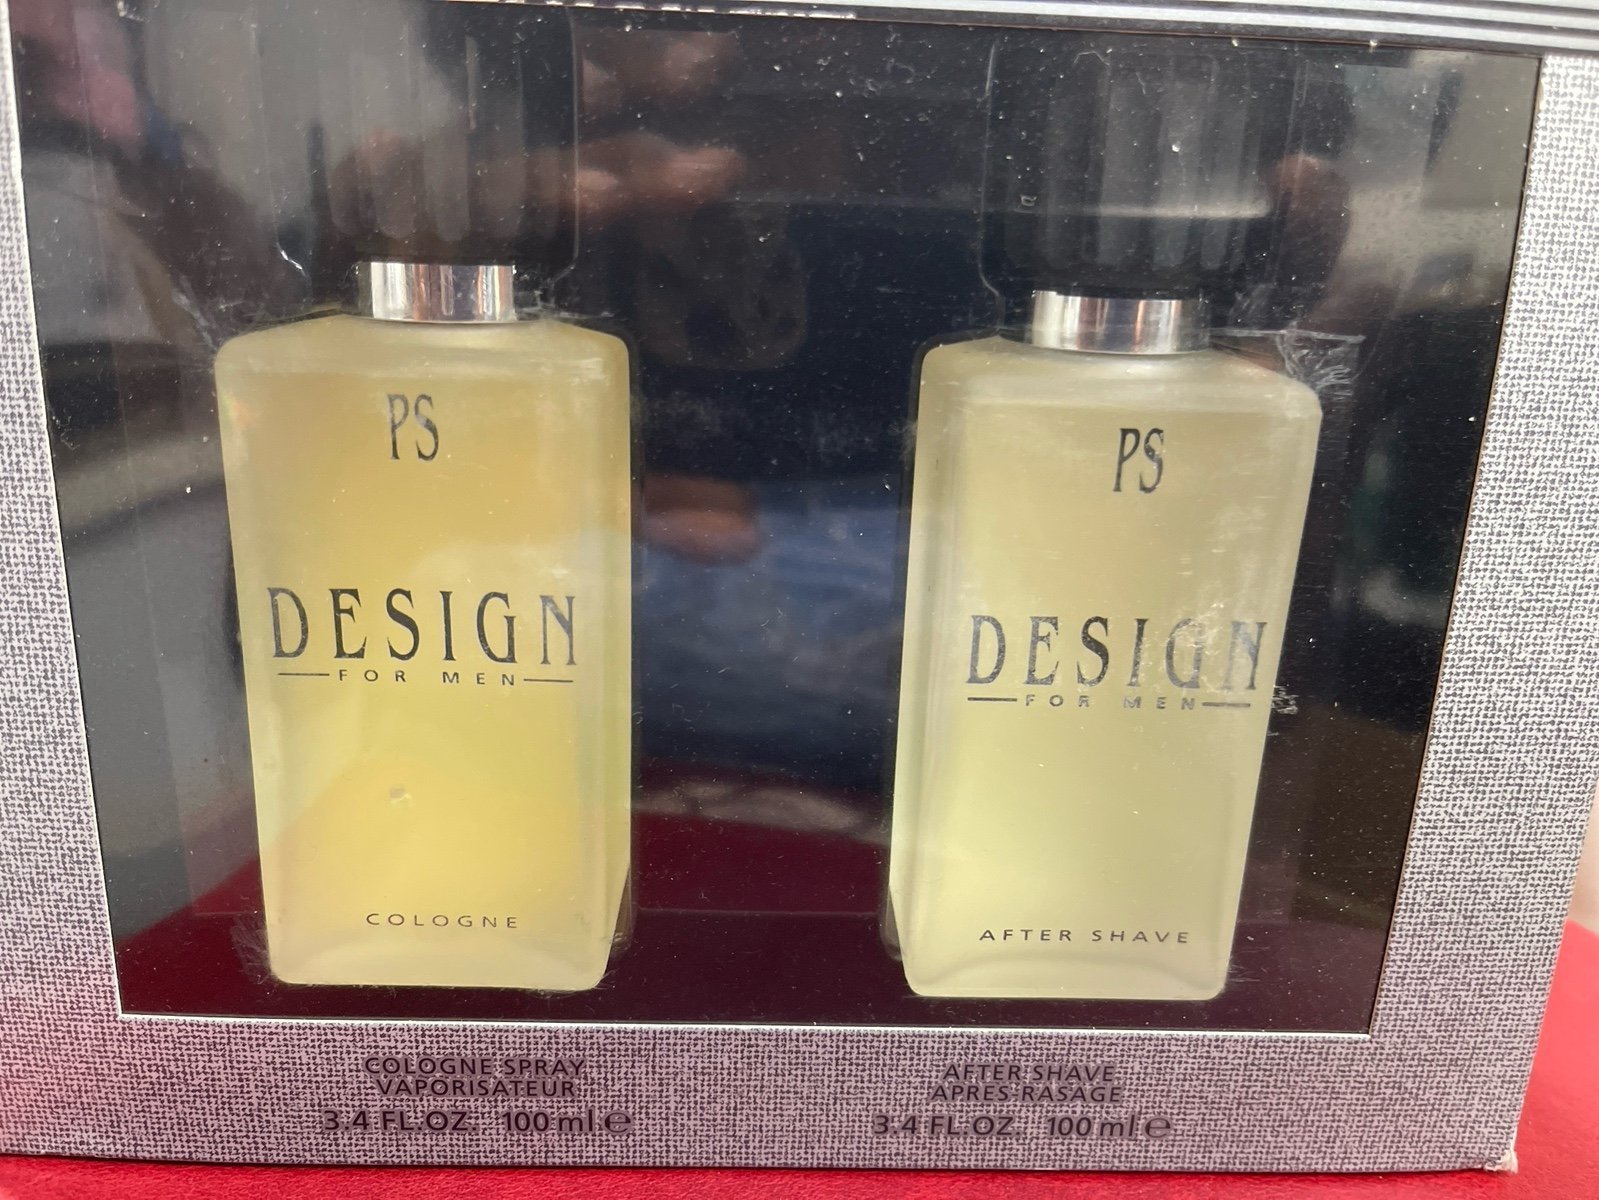 PS
DESIGN
FOR MEN
COLOGNE
PS
DESIGN
FOR MEN
AFTER SHAVE
COLOGNE SPRAY
VAPORISATEUR
3.4 FL.OZ. 100 ml e
AFTER SHAVE
APRES-RASAGE
3.4 FL.OZ. 100 ml e